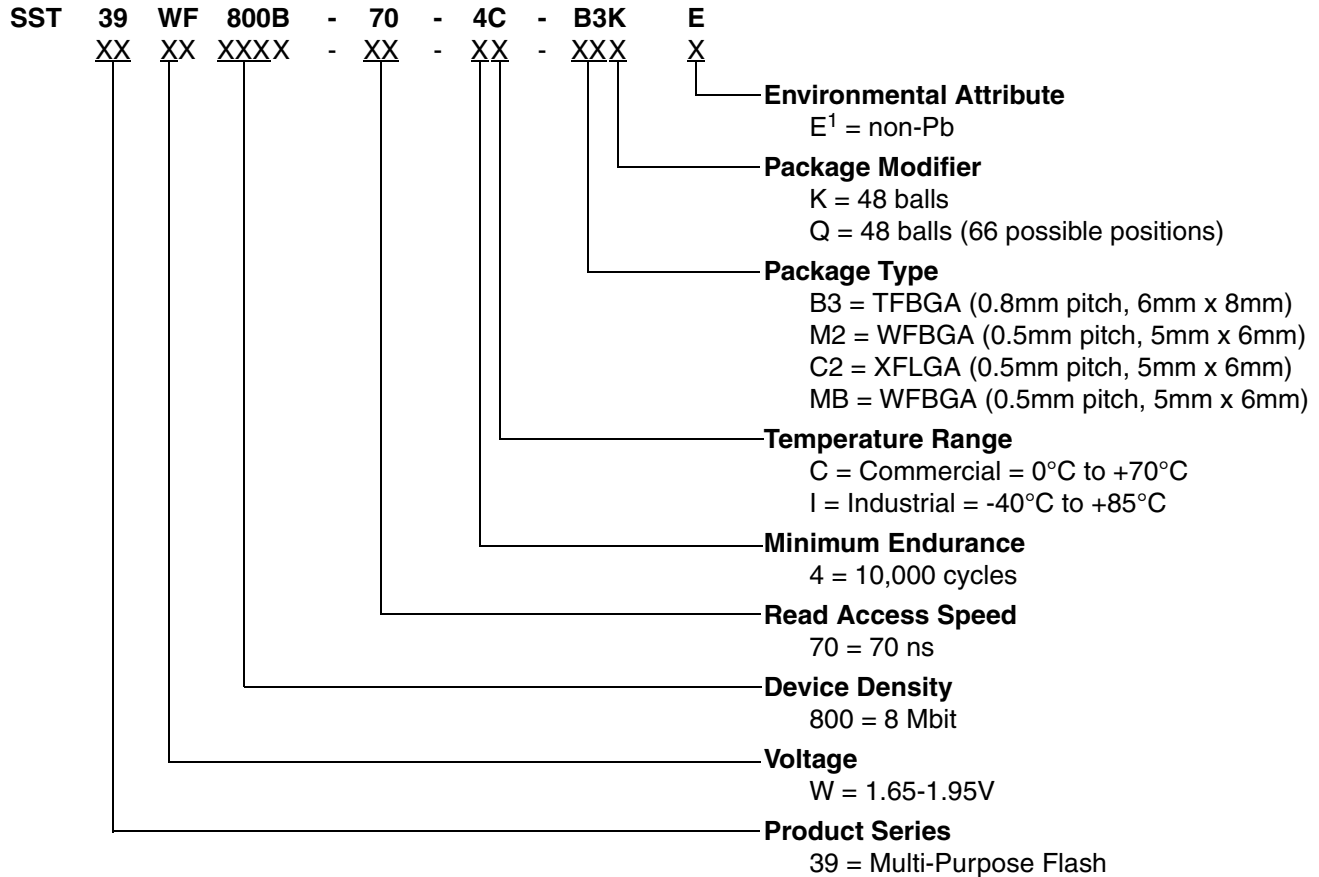 SST 39 WF 800B - 70 - 4C - B3K E
XX XX XXXX - XX - XX - XXX X
Environmental Attribute
E1 = non-Pb
Package Modifier
K = 48 balls
Q = 48 balls (66 possible positions)
Package Type
B3 = TFBGA (0.8mm pitch, 6mm x 8mm)
M2 = WFBGA (0.5mm pitch, 5mm x 6mm)
C2 = XFLGA (0.5mm pitch, 5mm x 6mm)
MB = WFBGA (0.5mm pitch, 5mm x 6mm)
Temperature Range
C = Commercial = 0°C to +70°C
I = Industrial = -40°C to +85°C
Minimum Endurance
4 = 10,000 cycles
Read Access Speed
70 = 70 ns
Device Density
800 = 8 Mbit
Voltage
W = 1.65-1.95V
Product Series
39 = Multi-Purpose Flash